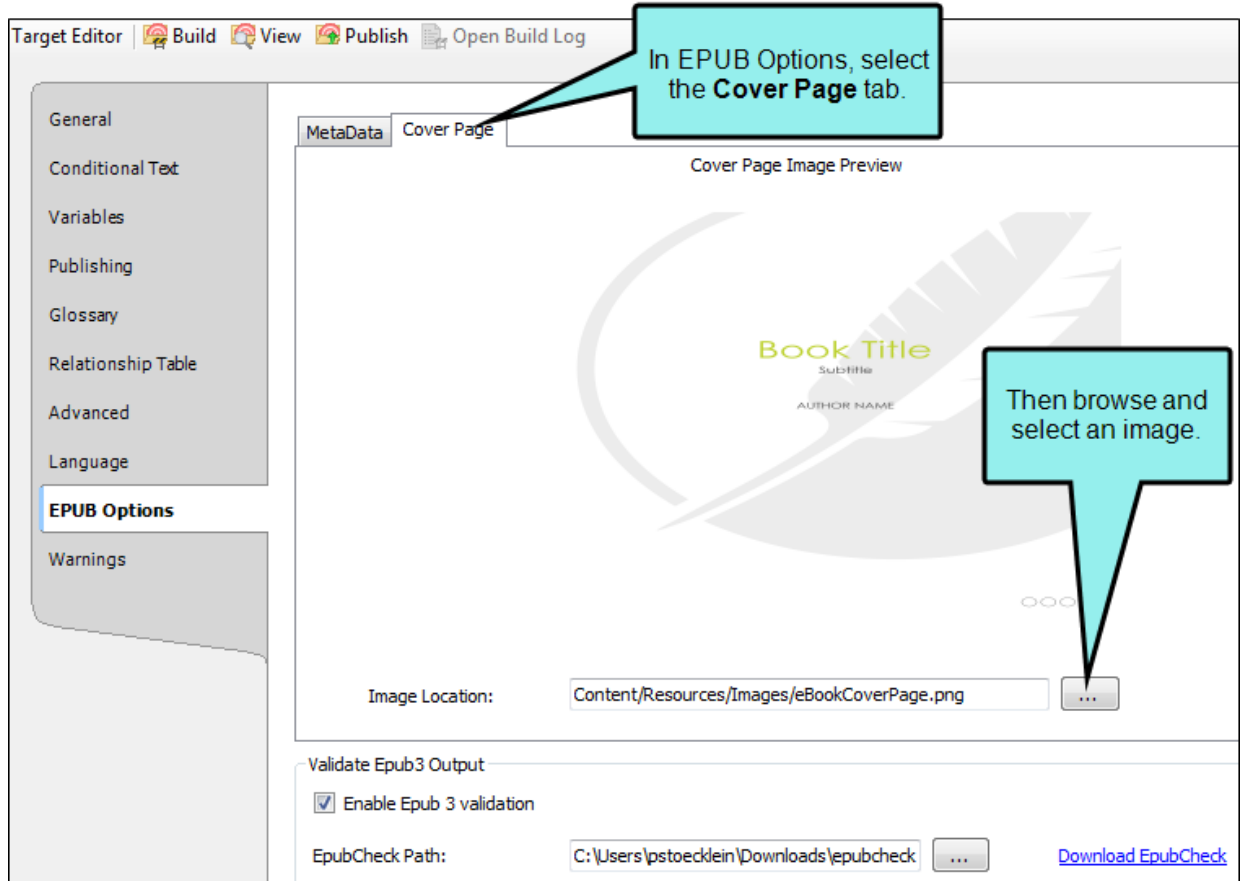 Target Editor Build View Publish Open Build Log
In EPUB Options, select
the Cover Page tab.
General
Conditional Text
Variables
Publishing
Glossary
Relationship Table
Advanced
Language
EPUB Options
Warnings
MetaData Cover Page
Cover Page Image Preview
Book Title
Subtitle
AUTHOR NAME
Then browse and
select an image.
Image Location: Content/Resources/Images/eBookCoverPage.png ...
Validate Epub3 Output
Enable Epub 3 validation
EpubCheck Path: C:\Users\pstoecklein\Downloads\epubcheck ... Download EpubCheck